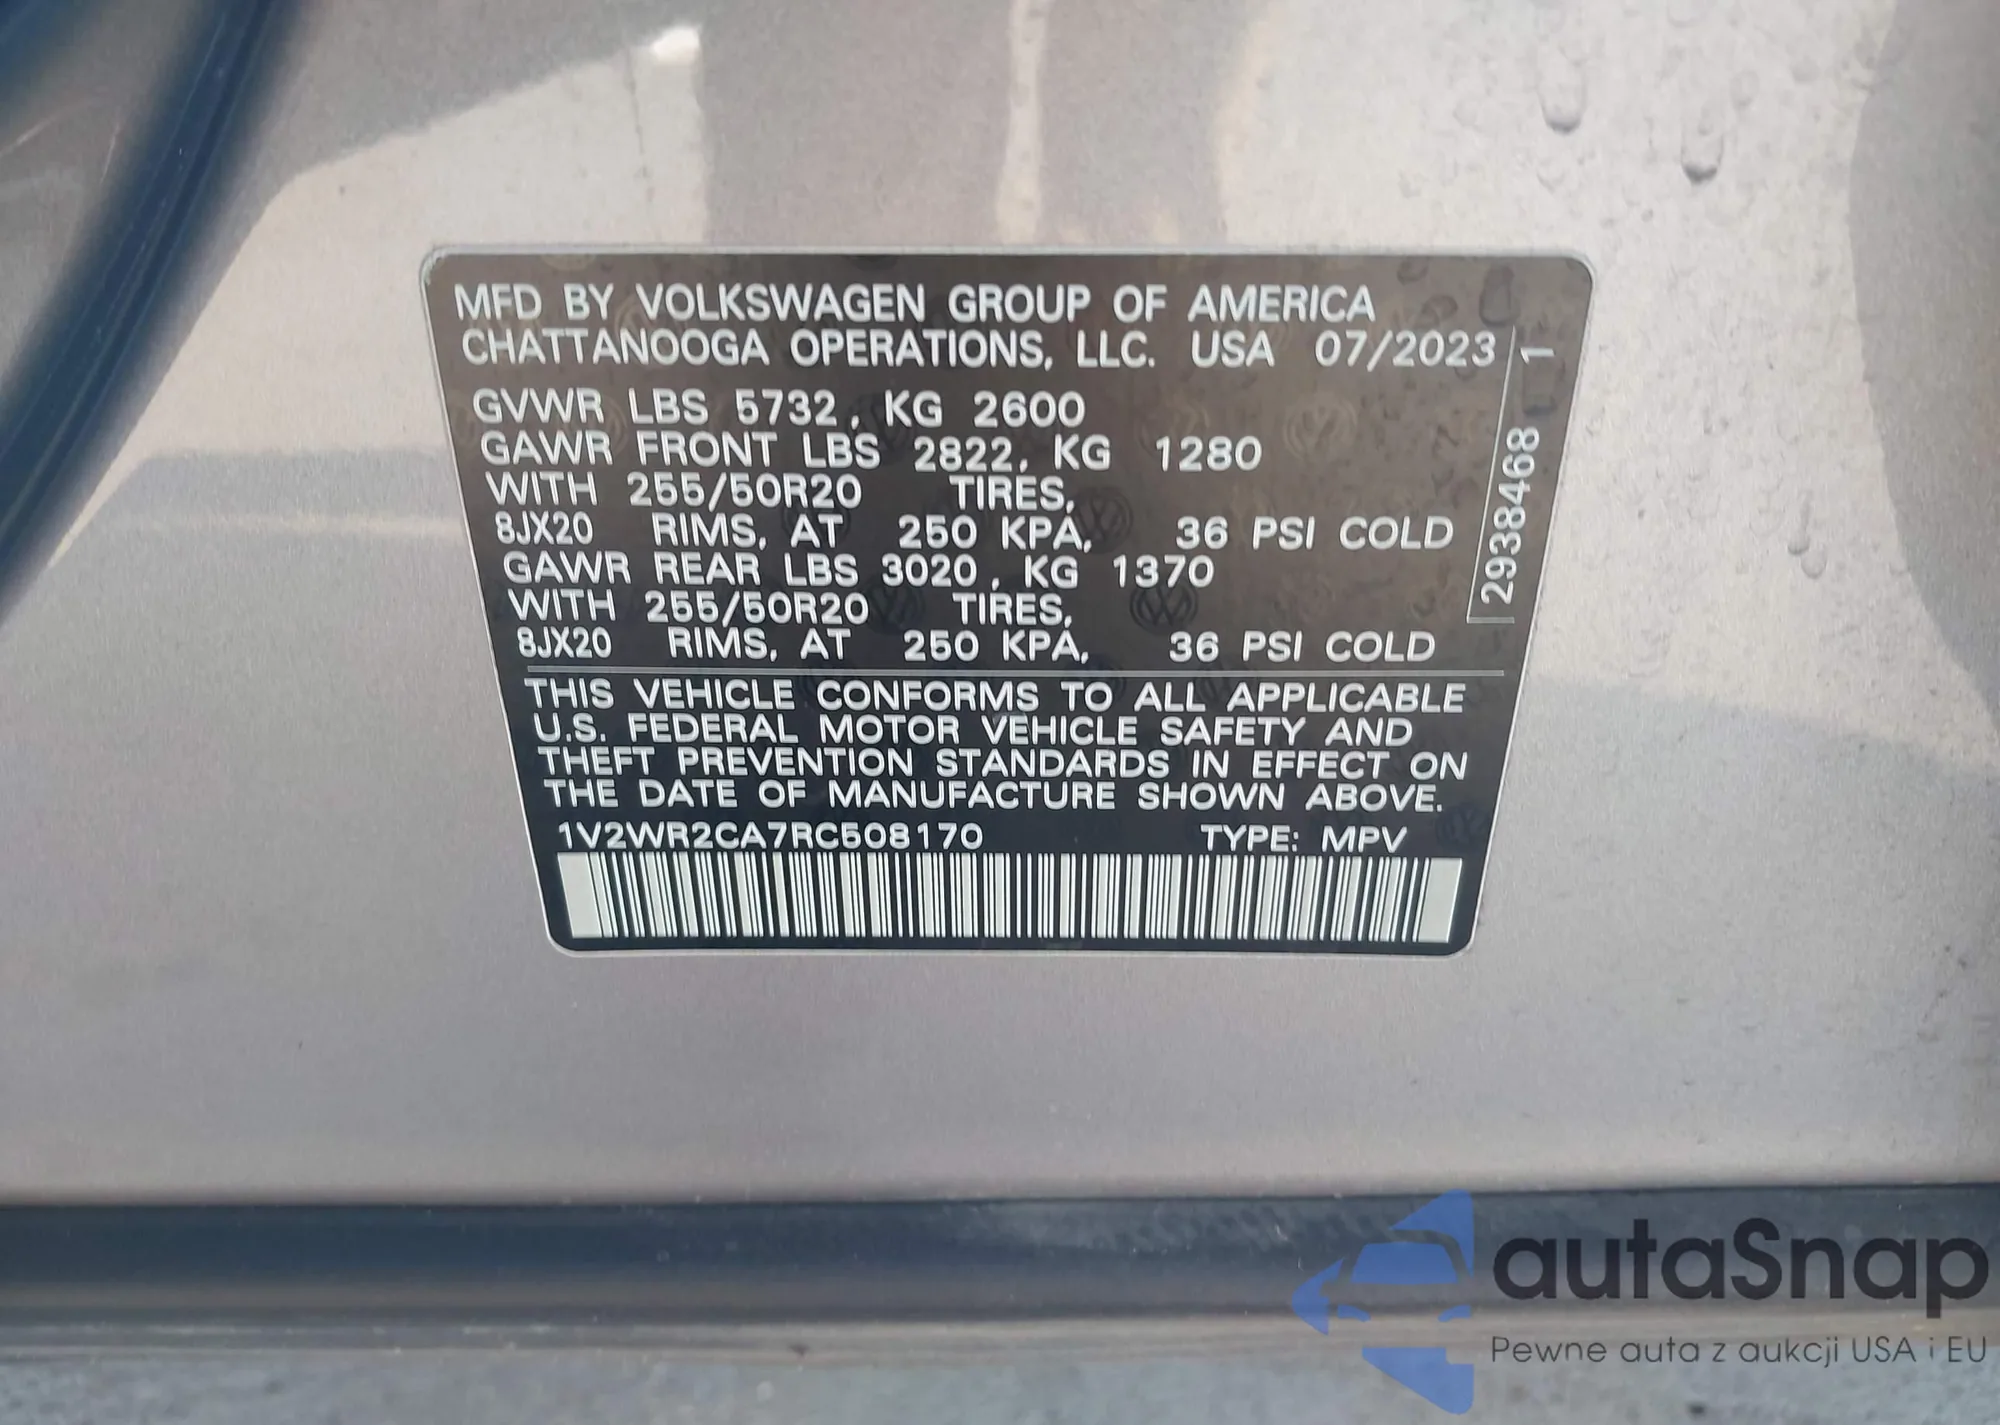 MFD BY VOLKSWAGEN GROUP OF AMERICA
CHATTANOOGA OPERATIONS, LLC. USA 07/2023
GVWR LBS 5732, KG 2600
GAWR FRONT LBS 2822, KG 1280
WITH 255/50R20 TIRES,
8JX20 RIMS, AT 250 KPA, 36 PSI COLD
GAWR REAR LBS 3020, KG 1370
WITH 255/50R20 TIRES,
8JX20 RIMS, AT 250 KPA, 36 PSI COLD
2938468 1
THIS VEHICLE CONFORMS TO ALL APPLICABLE
U.S. FEDERAL MOTOR VEHICLE SAFETY AND
THEFT PREVENTION STANDARDS IN EFFECT ON
THE DATE OF MANUFACTURE SHOWN ABOVE.
1V2WR2CA7RC508170 TYPE: MPV
autaSnap
Pewne auta z aukcji USA i EU